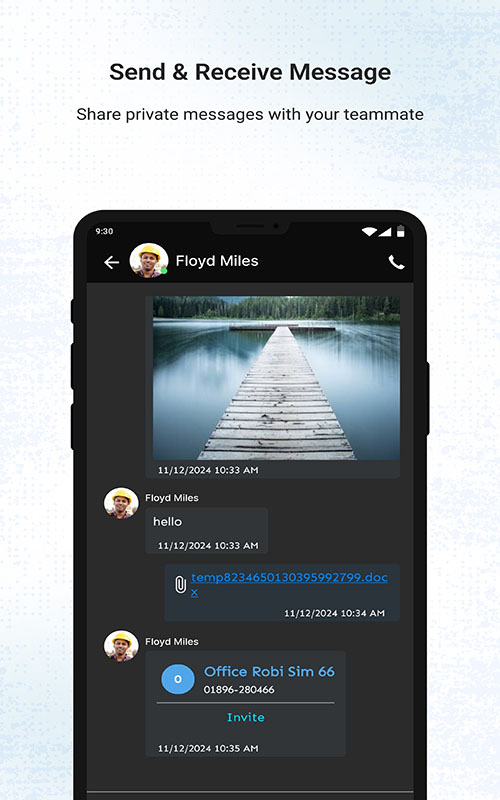 Send & Receive Message
Share private messages with your teammate
9:30
Floyd Miles
11/12/2024 10:33 AM
Floyd Miles
hello
11/12/2024 10:33 AM
temp8234650130395992799.doc
x
11/12/2024 10:34 AM
Floyd Miles
O
Office Robi Sim 66
01896-280466
Invite
11/12/2024 10:35 AM